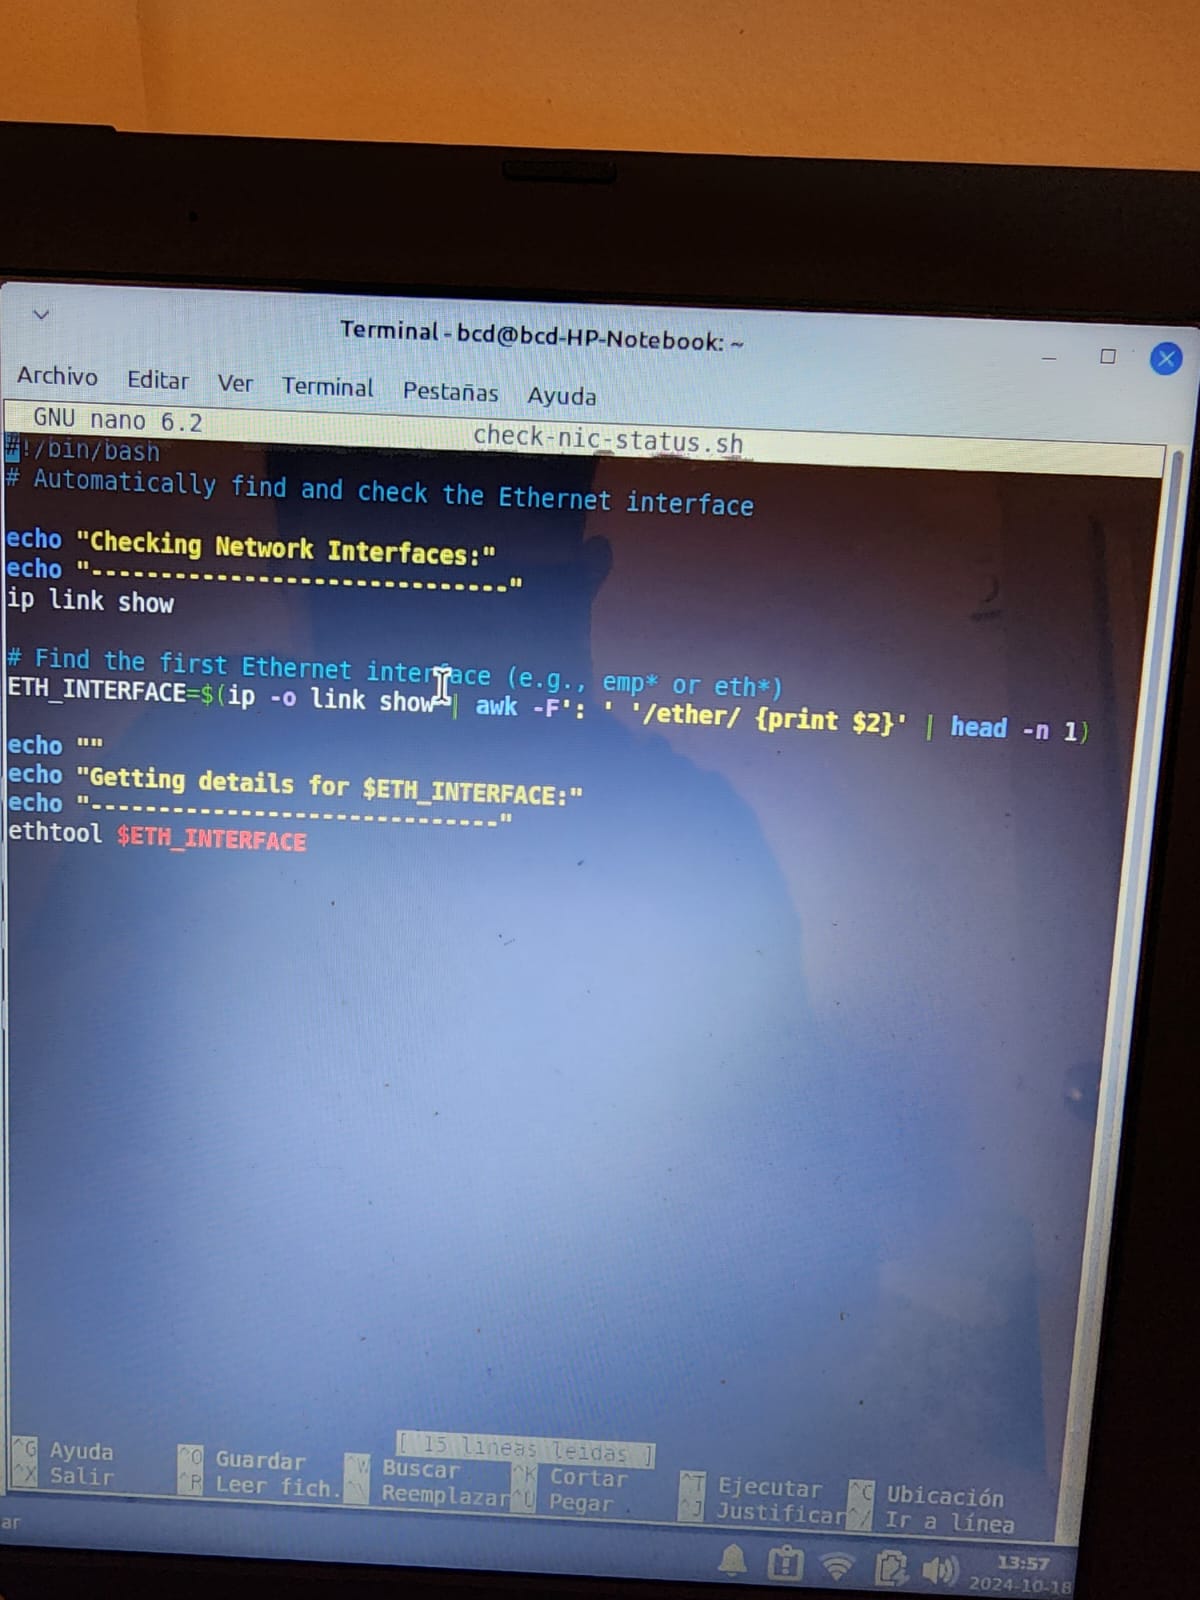 Terminal - bcd@bcd-HP-Notebook: ~
Archivo Editar Ver Terminal Pestañas Ayuda
GNU nano 6.2 check-nic-status.sh
#!/bin/bash
# Automatically find and check the Ethernet interface
echo "Checking Network Interfaces:"
echo "------------------------------"
ip link show
# Find the first Ethernet interface (e.g., emp* or eth*)
ETH_INTERFACE=$(ip -o link show | awk -F': ' '/ether/ {print $2}' | head -n 1)
echo ""
echo "Getting details for $ETH_INTERFACE:"
echo "------------------------------"
ethtool $ETH_INTERFACE
[ 15 líneas leídas ]
^G Ayuda ^O Guardar ^W Buscar ^K Cortar ^T Ejecutar ^C Ubicación
^X Salir ^R Leer fich. ^\ Reemplazar ^U Pegar ^J Justificar ^/ Ir a línea
ar
13:57
2024-10-18